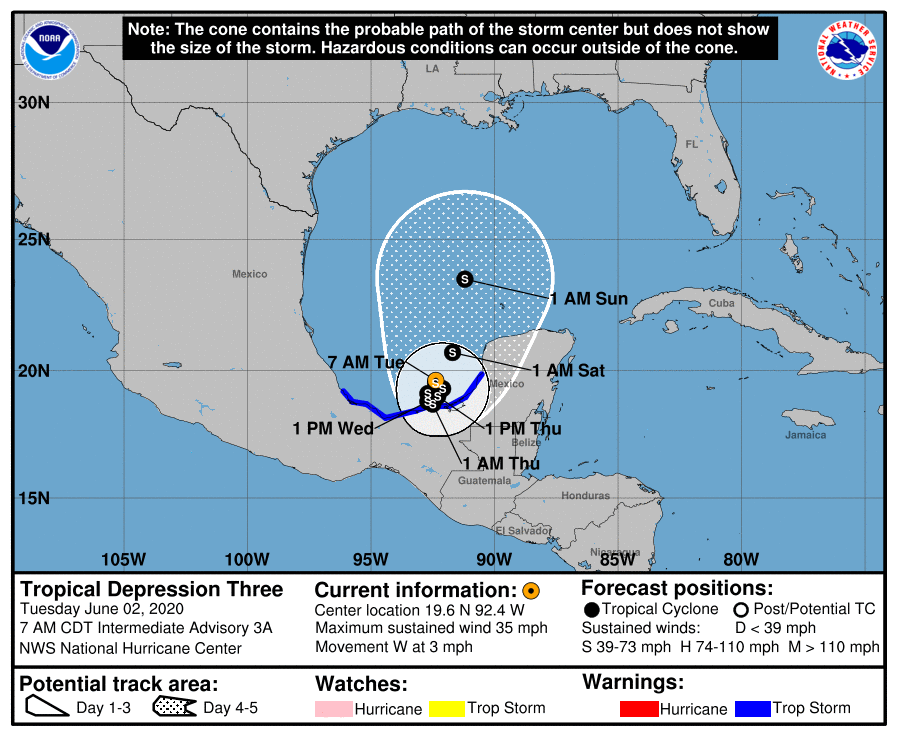 Note: The cone contains the probable path of the storm center but does not show
the size of the storm. Hazardous conditions can occur outside of the cone.
NOAA
NATIONAL WEATHER SERVICE
LA
30N
FL
25N
Mexico
S
1 AM Sun
Cuba
S
7 AM Tue
20N
1 AM Sat
S
Mexico
S
S
S
S
S
1 PM Wed
1 PM Thu
Jamaica
Belize
1 AM Thu
Guatemala
15N
Honduras
El Salvador
Nicaragua
105W
100W
95W
90W
85W
80W
Tropical Depression Three
Tuesday June 02, 2020
7 AM CDT Intermediate Advisory 3A
NWS National Hurricane Center
Current information:
Center location 19.6 N 92.4 W
Maximum sustained wind 35 mph
Movement W at 3 mph
Forecast positions:
Tropical Cyclone Post/Potential TC
Sustained winds: D < 39 mph
S 39-73 mph H 74-110 mph M > 110 mph
Potential track area:
Day 1-3 Day 4-5
Watches:
Hurricane Trop Storm
Warnings:
Hurricane Trop Storm